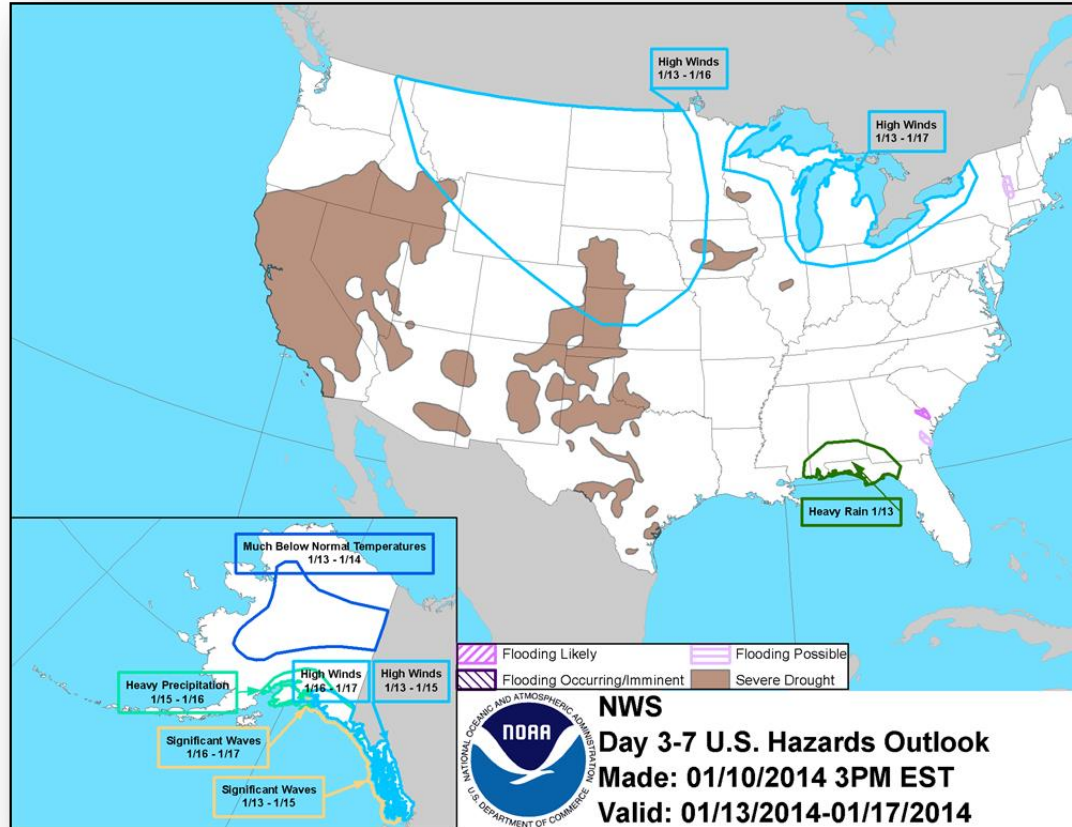 High Winds
1/13 - 1/16
High Winds
1/13 - 1/17
Heavy Rain 1/13
Much Below Normal Temperatures
1/13 - 1/14
Heavy Precipitation
1/15 - 1/16
High Winds
1/16 - 1/17
High Winds
1/13 - 1/15
Significant Waves
1/16 - 1/17
Significant Waves
1/13 - 1/15
Flooding Likely
Flooding Possible
Flooding Occurring/Imminent
Severe Drought
NATIONAL OCEANIC AND ATMOSPHERIC ADMINISTRATION
NOAA
U.S. DEPARTMENT OF COMMERCE
NWS
Day 3-7 U.S. Hazards Outlook
Made: 01/10/2014 3PM EST
Valid: 01/13/2014-01/17/2014